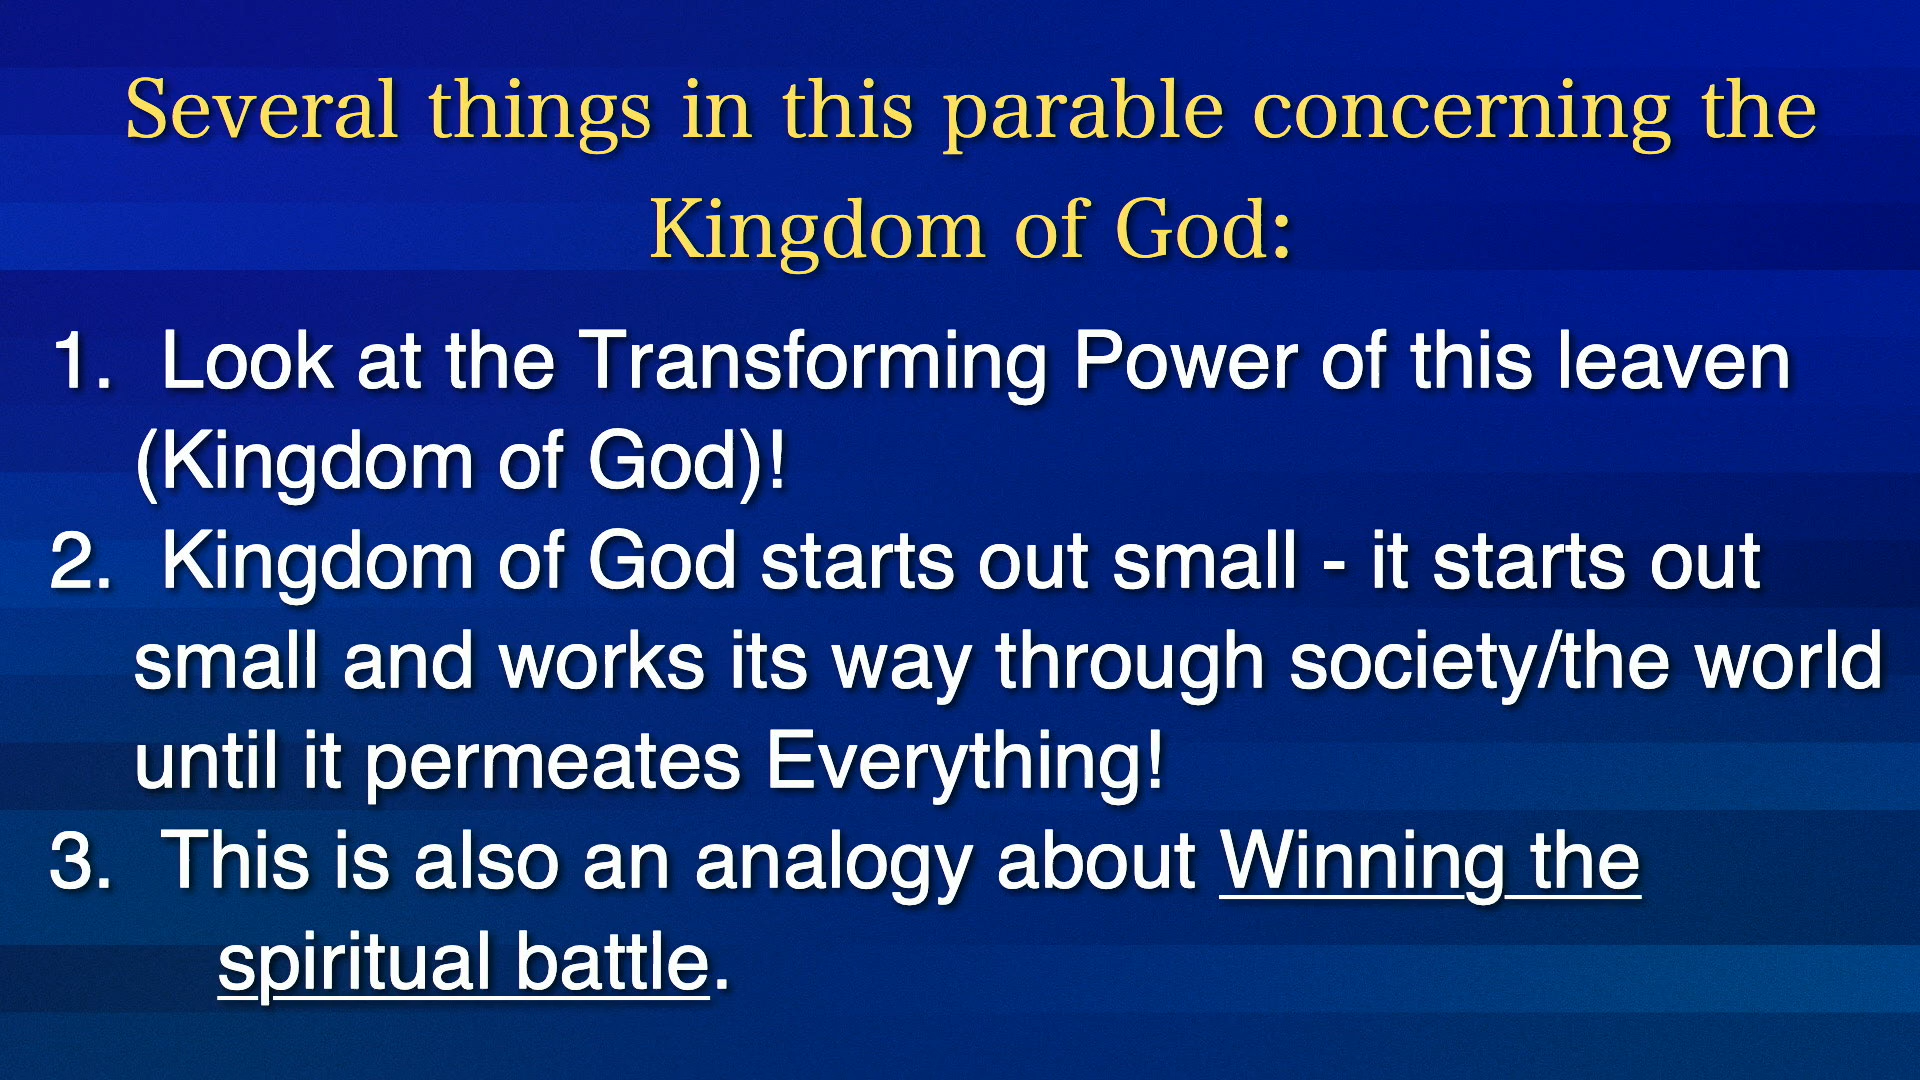 Several things in this parable concerning the
Kingdom of God:
1. Look at the Transforming Power of this leaven
(Kingdom of God)!
2. Kingdom of God starts out small - it starts out
small and works its way through society/the world
until it permeates Everything!
3. This is also an analogy about Winning the
spiritual battle.